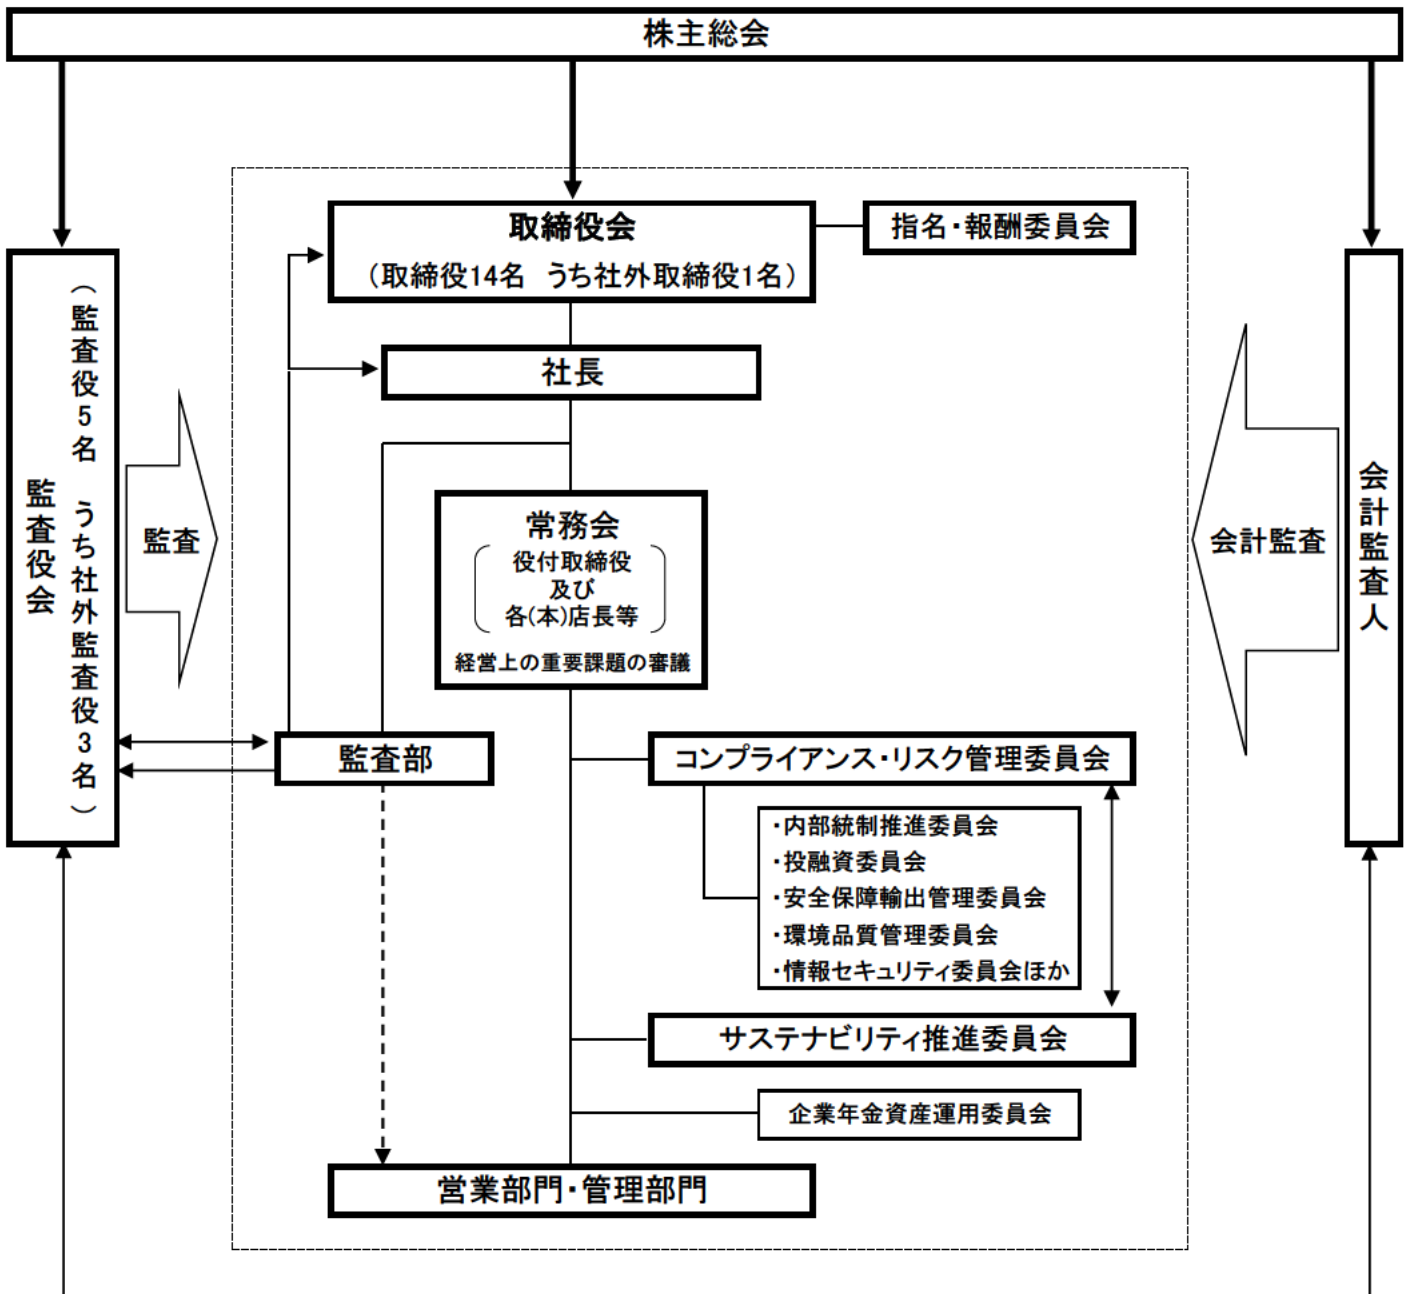 株主総会
取締役会
（取締役14名　うち社外取締役1名）
指名・報酬委員会
社長
監査役会
（監査役5名　うち社外監査役3名）
監査
常務会
役付取締役
及び
各(本)店長等
経営上の重要課題の審議
会計監査
会計監査人
監査部
コンプライアンス・リスク管理委員会
・内部統制推進委員会
・投融資委員会
・安全保障輸出管理委員会
・環境品質管理委員会
・情報セキュリティ委員会ほか
サステナビリティ推進委員会
企業年金資産運用委員会
営業部門・管理部門